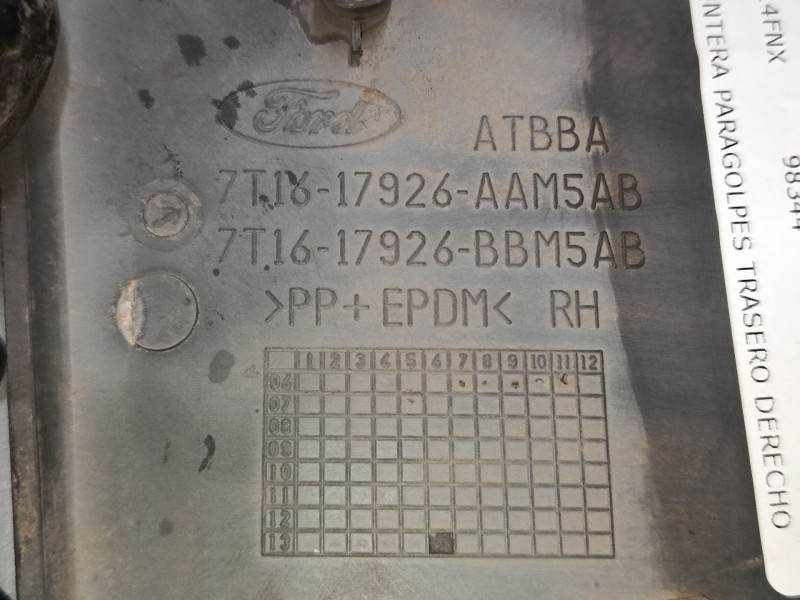 Ford
ATBBA
7T16-17926-AAM5AB
7T16-17926-BBM5AB
>PP+EPDM< RH
1 2 3 4 5 6 7 8 9 10 11 12
06
07
08
09
10
11
12
13
4FNX
98344
NTERA PARAGOLPES TRASERO DERECHO